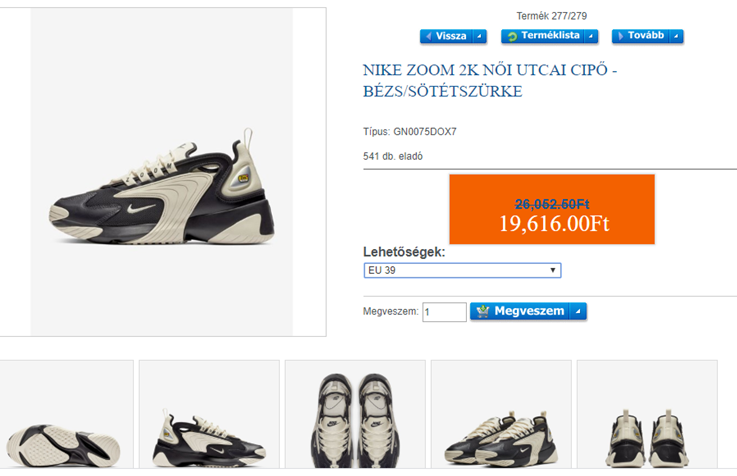 Termék 277/279
Vissza
Terméklista
Tovább
NIKE ZOOM 2K NŐI UTCAI CIPŐ -
BÉZS/SÖTÉTSZÜRKE
Típus: GN0075DOX7
541 db. eladó
26,052.50Ft
19,616.00Ft
Lehetőségek:
EU 39
Megveszem: 1 Megveszem